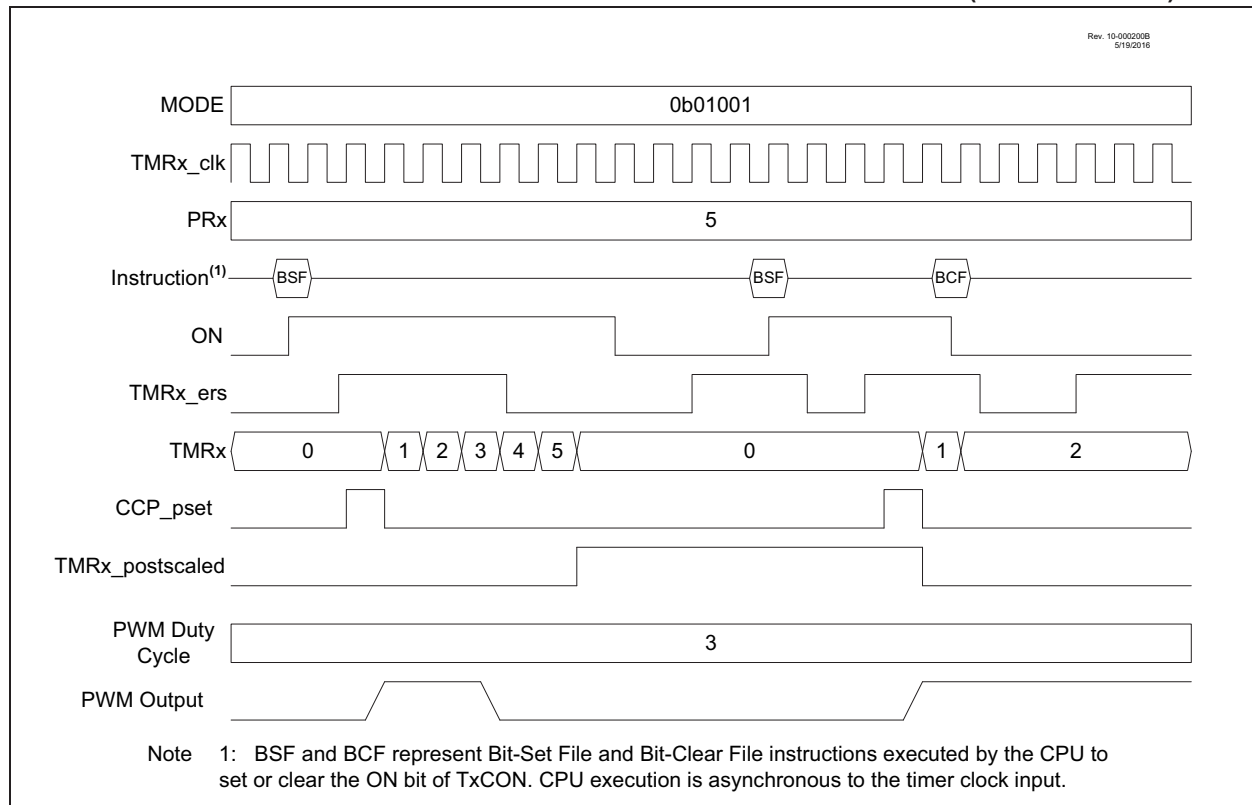 Rev. 10-000200B
5/19/2016
MODE 0b01001
TMRx_clk
PRx 5
Instruction(1) BSF BSF BCF
ON
TMRx_ers
TMRx 0 1 2 3 4 5 0 1 2
CCP_pset
TMRx_postscaled
PWM Duty
Cycle 3
PWM Output
Note 1: BSF and BCF represent Bit-Set File and Bit-Clear File instructions executed by the CPU to
set or clear the ON bit of TxCON. CPU execution is asynchronous to the timer clock input.